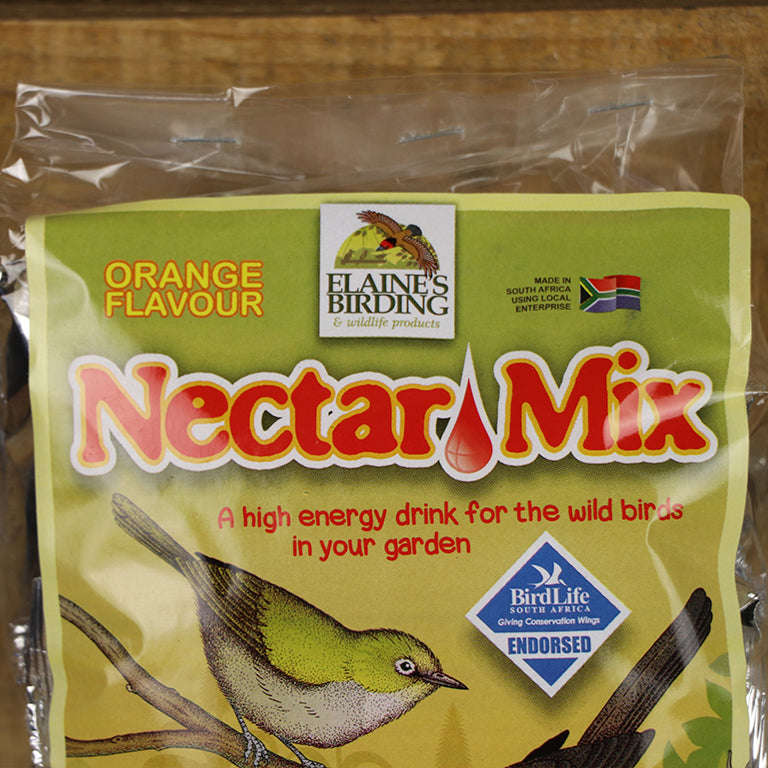 ORANGE
FLAVOUR
ELAINE'S
BIRDING
& wildlife products
MADE IN
SOUTH AFRICA
USING LOCAL
ENTERPRISE
Nectar Mix
A high energy drink for the wild birds
in your garden
BirdLife
SOUTH AFRICA
Giving Conservation Wings
ENDORSED